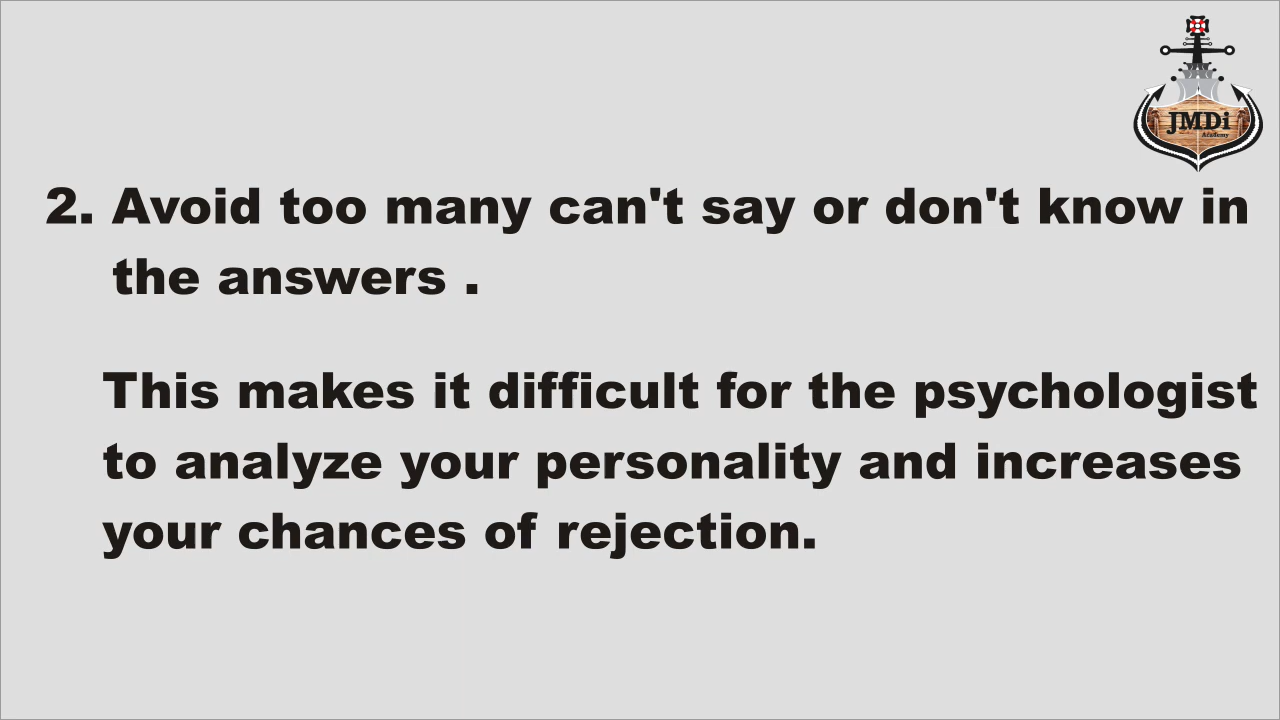 JMDi
Academy
2. Avoid too many can't say or don't know in
the answers .
This makes it difficult for the psychologist
to analyze your personality and increases
your chances of rejection.